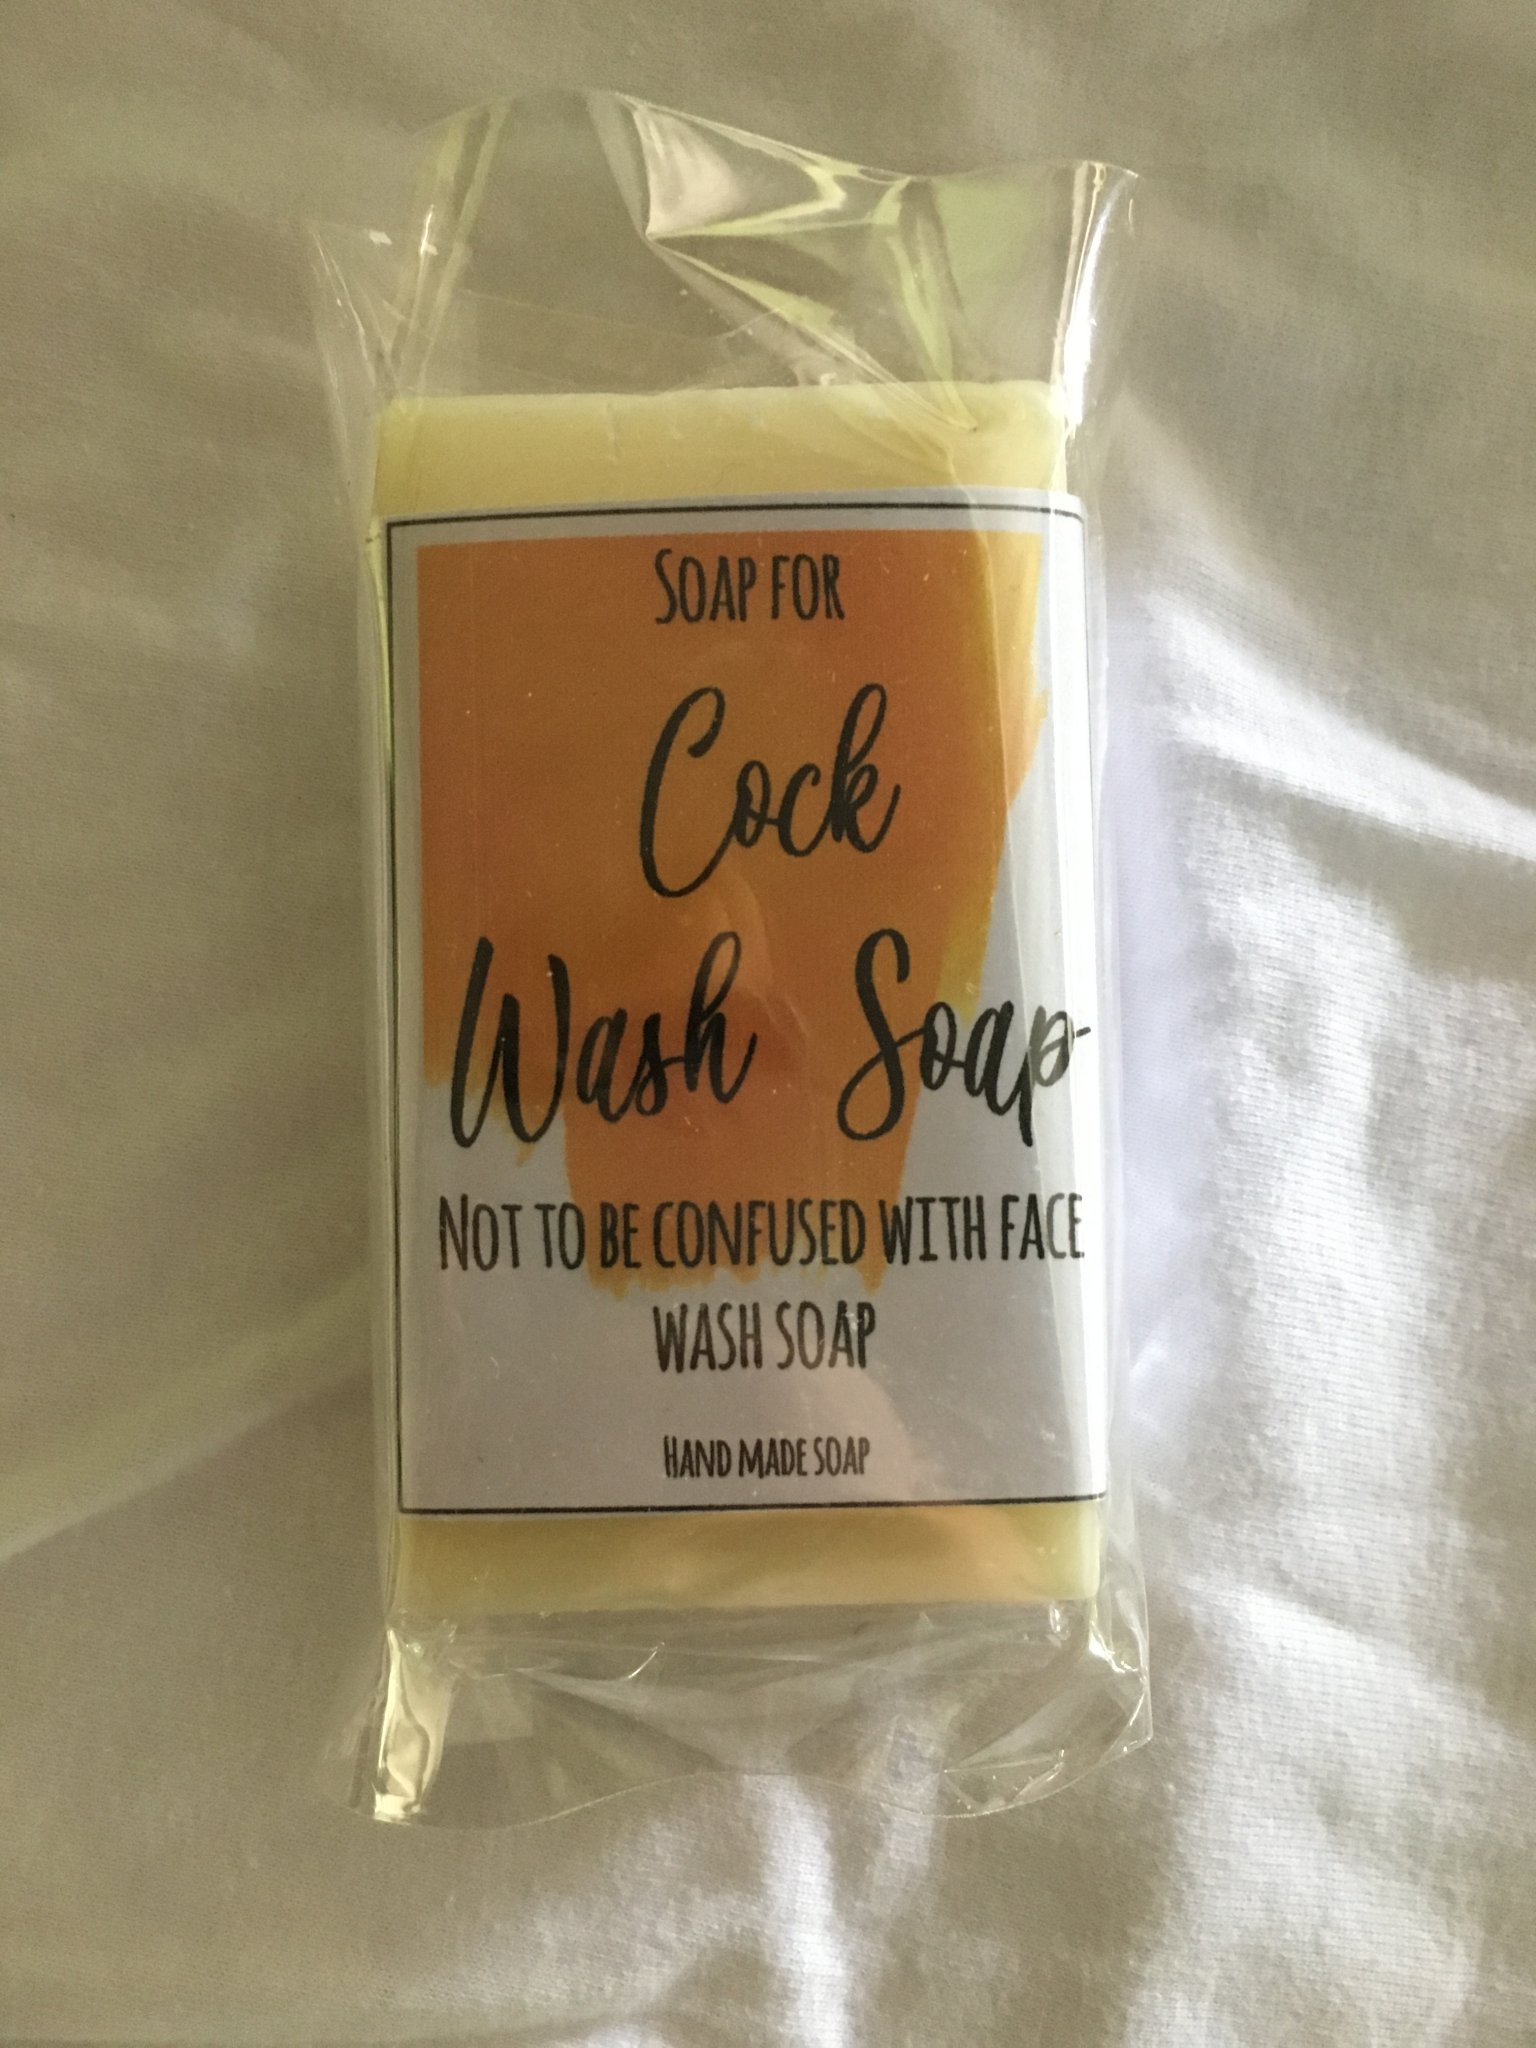 SOAP FOR
Cock
Wash Soap
NOT TO BE CONFUSED WITH FACE
WASH SOAP
HAND MADE SOAP